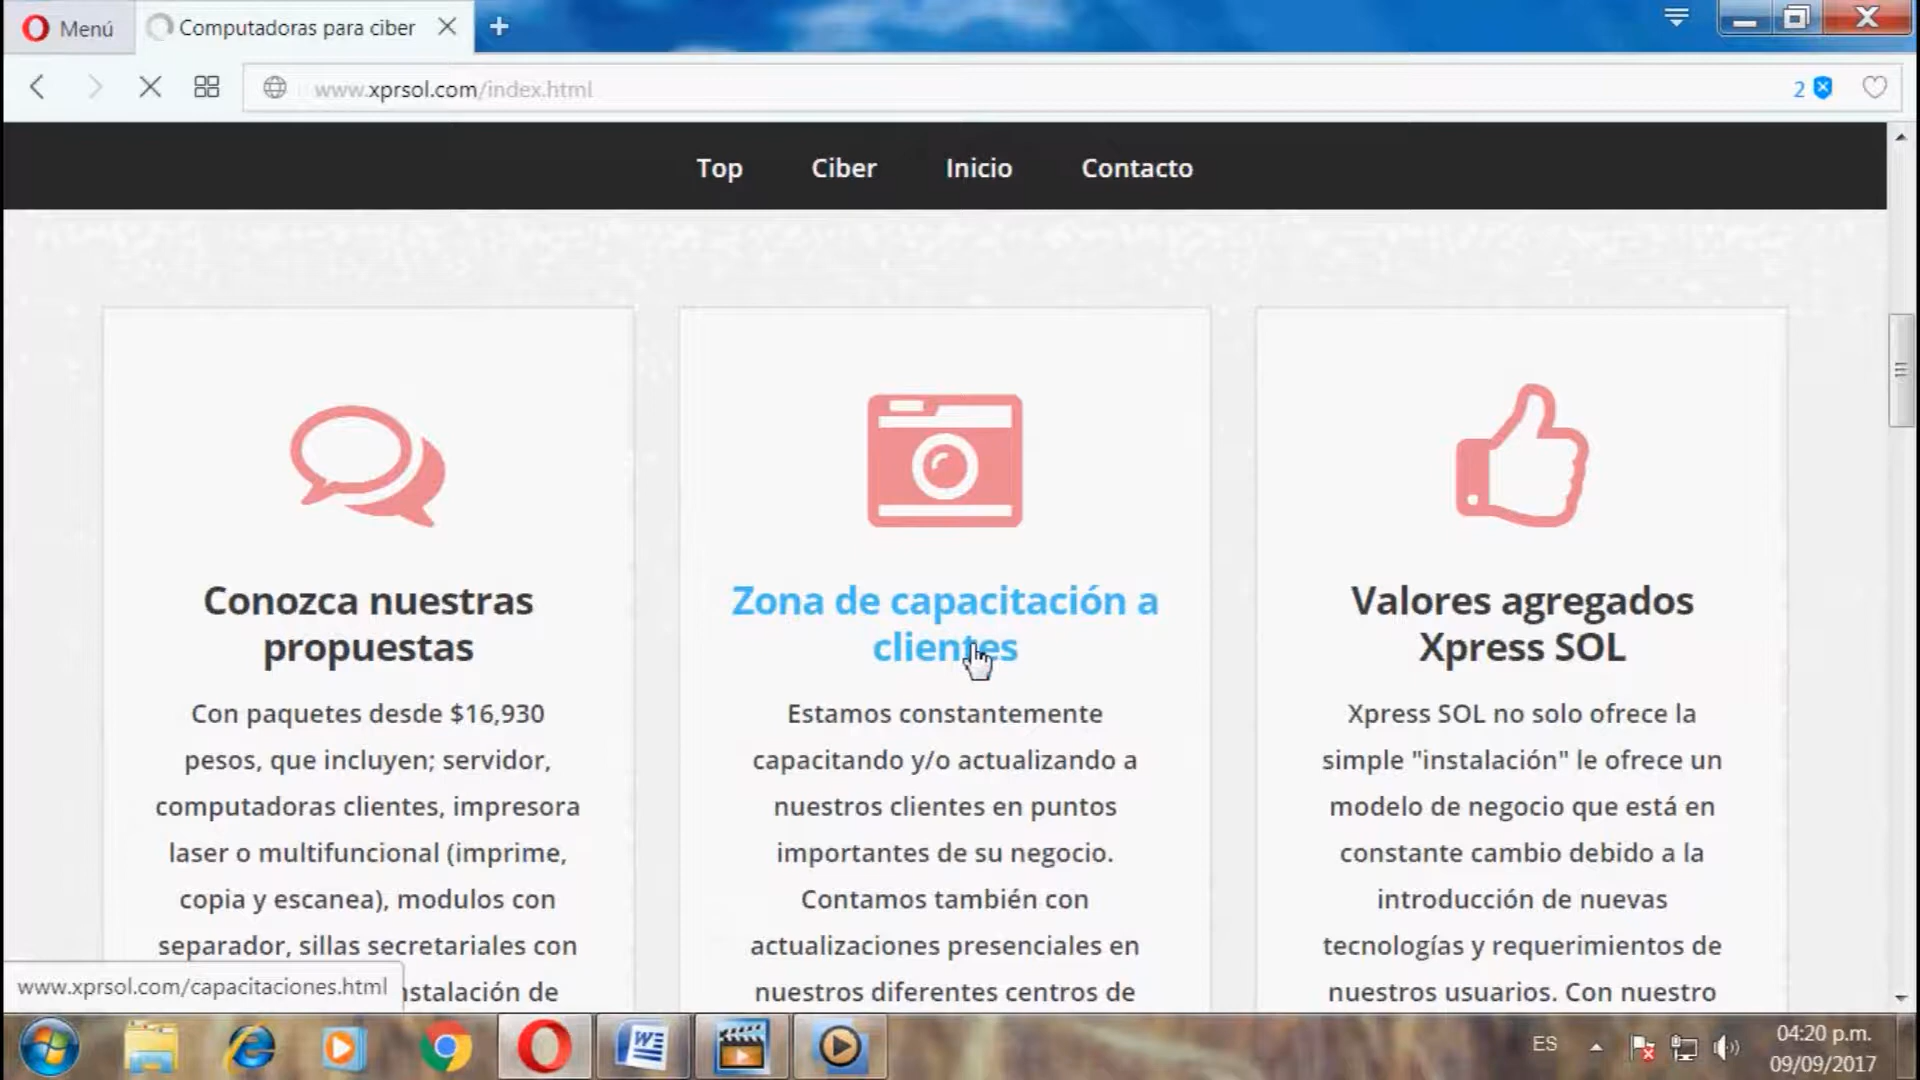 Menú
Computadoras para ciber
www.xprsol.com/index.html
2
Top
Ciber
Inicio
Contacto
Conozca nuestras
propuestas
Con paquetes desde $16,930
pesos, que incluyen; servidor,
computadoras clientes, impresora
laser o multifuncional (imprime,
copia y escanea), modulos con
separador, sillas secretariales con
nstalación de
Zona de capacitación a
clientes
Estamos constantemente
capacitando y/o actualizando a
nuestros clientes en puntos
importantes de su negocio.
Contamos también con
actualizaciones presenciales en
nuestros diferentes centros de
Valores agregados
Xpress SOL
Xpress SOL no solo ofrece la
simple "instalación" le ofrece un
modelo de negocio que está en
constante cambio debido a la
introducción de nuevas
tecnologías y requerimientos de
nuestros usuarios. Con nuestro
www.xprsol.com/capacitaciones.html
ES
04:20 p.m.
09/09/2017